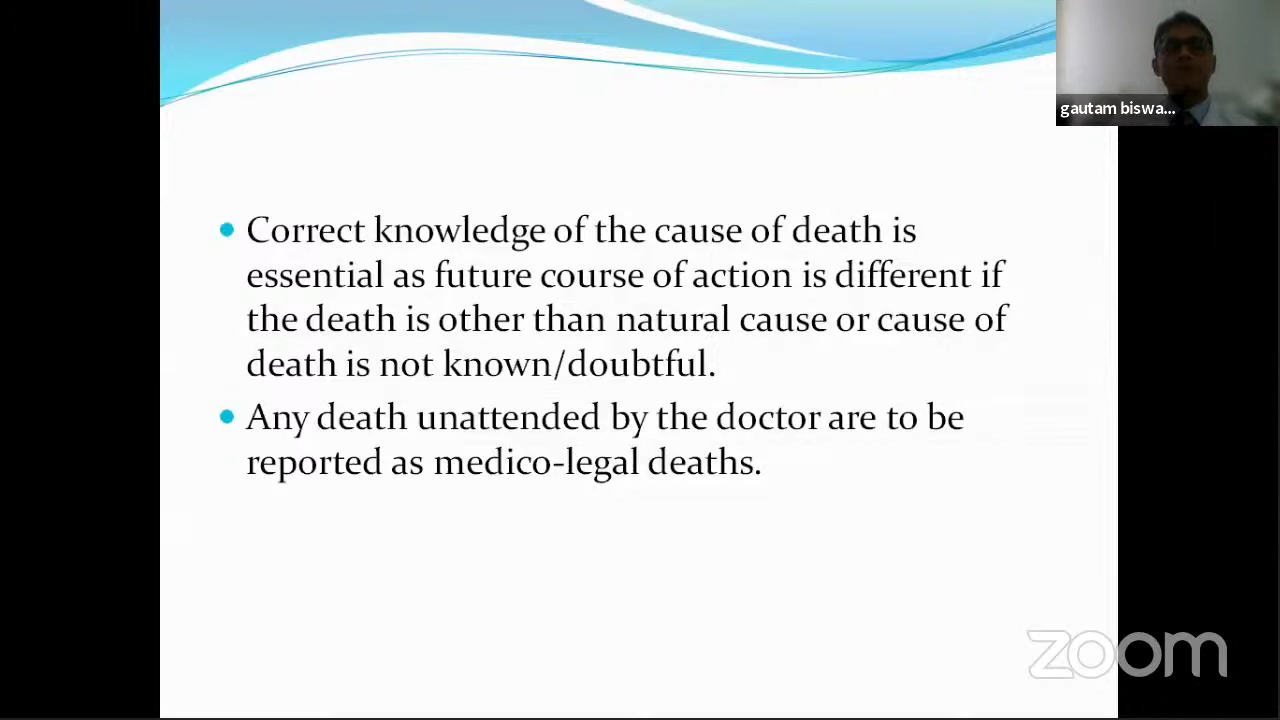 gautam biswa...
Correct knowledge of the cause of death is
essential as future course of action is different if
the death is other than natural cause or cause of
death is not known/doubtful.
Any death unattended by the doctor are to be
reported as medico-legal deaths.
zoom